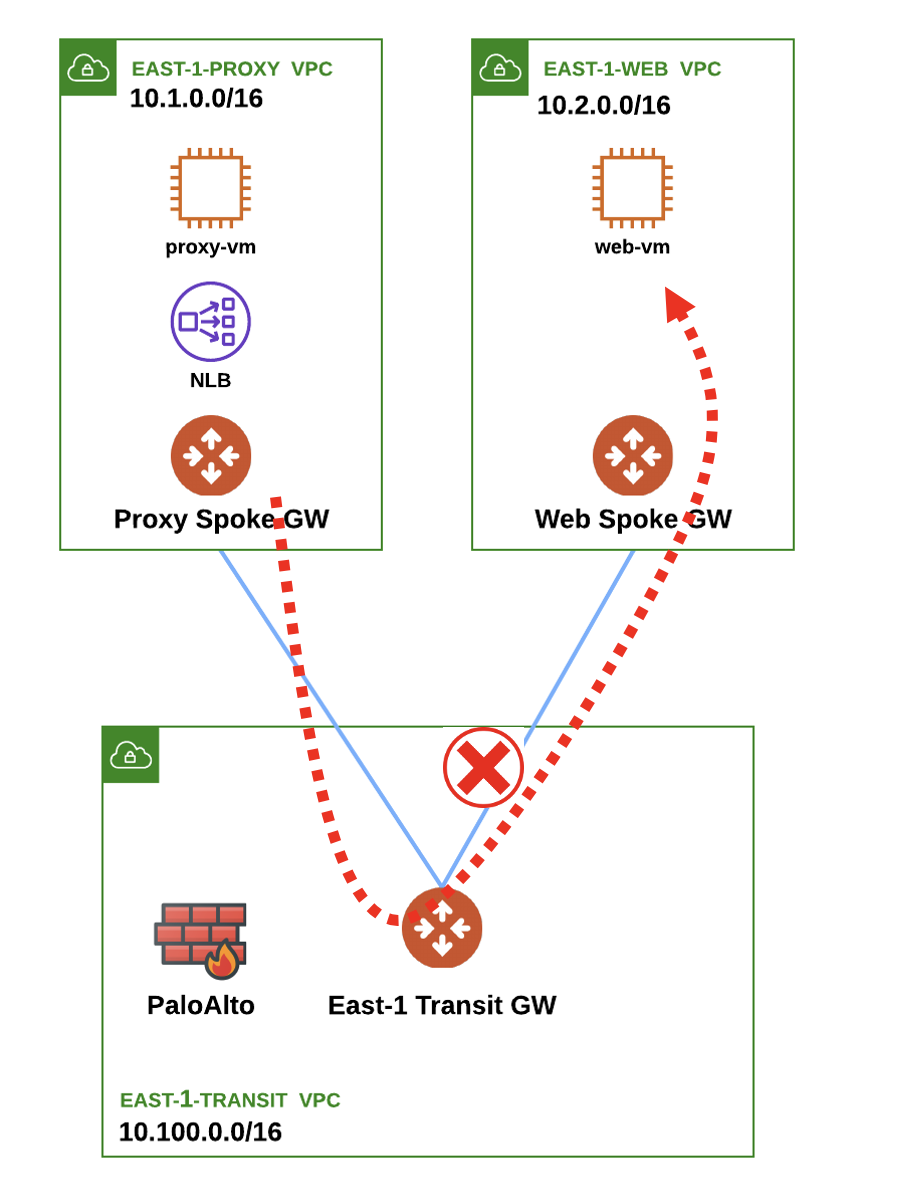 EAST-1-PROXY VPC
10.1.0.0/16
proxy-vm
NLB
Proxy Spoke GW
EAST-1-WEB VPC
10.2.0.0/16
web-vm
Web Spoke GW
PaloAlto
East-1 Transit GW
EAST-1-TRANSIT VPC
10.100.0.0/16